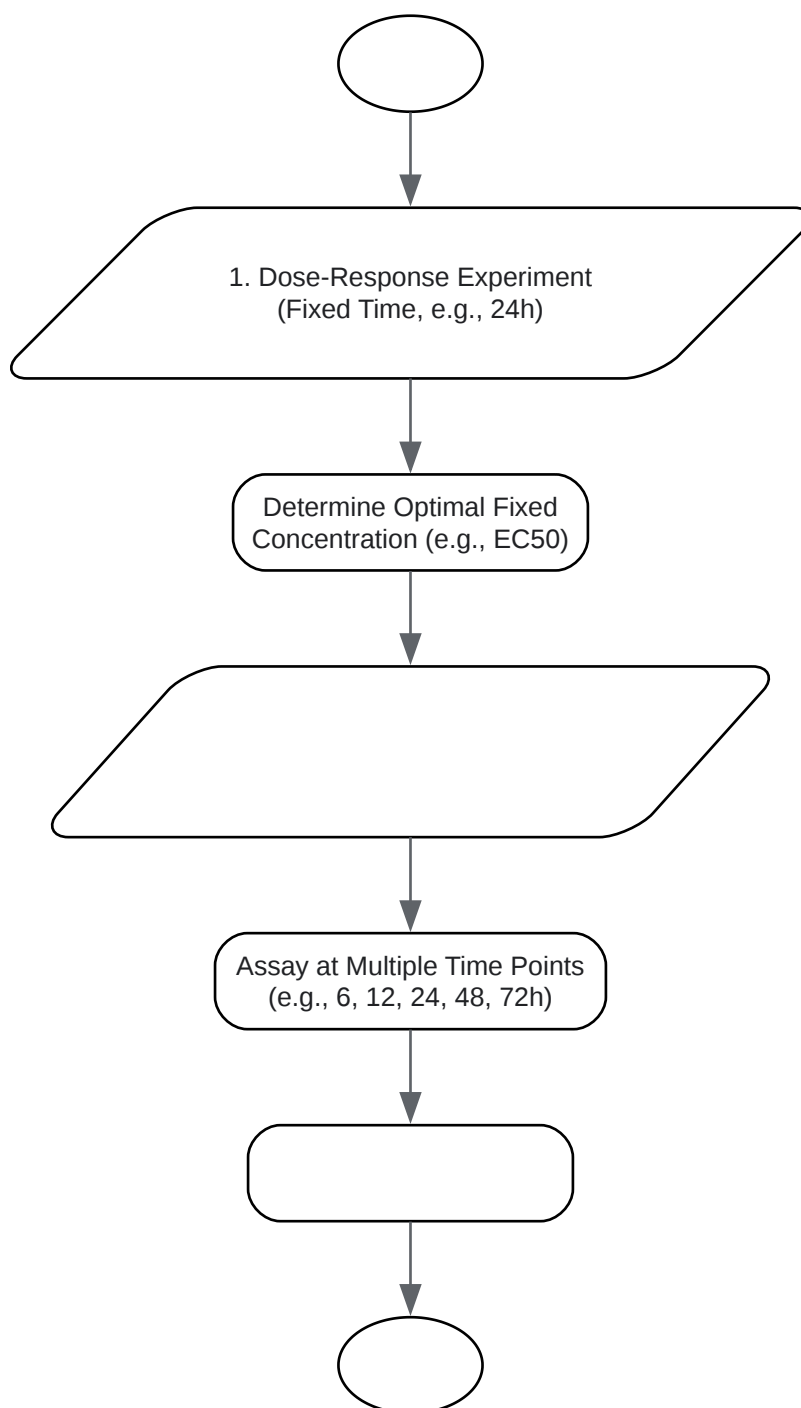 1. Dose-Response Experiment
(Fixed Time, e.g., 24h)
Determine Optimal Fixed
Concentration (e.g., EC50)
Assay at Multiple Time Points
(e.g., 6, 12, 24, 48, 72h)